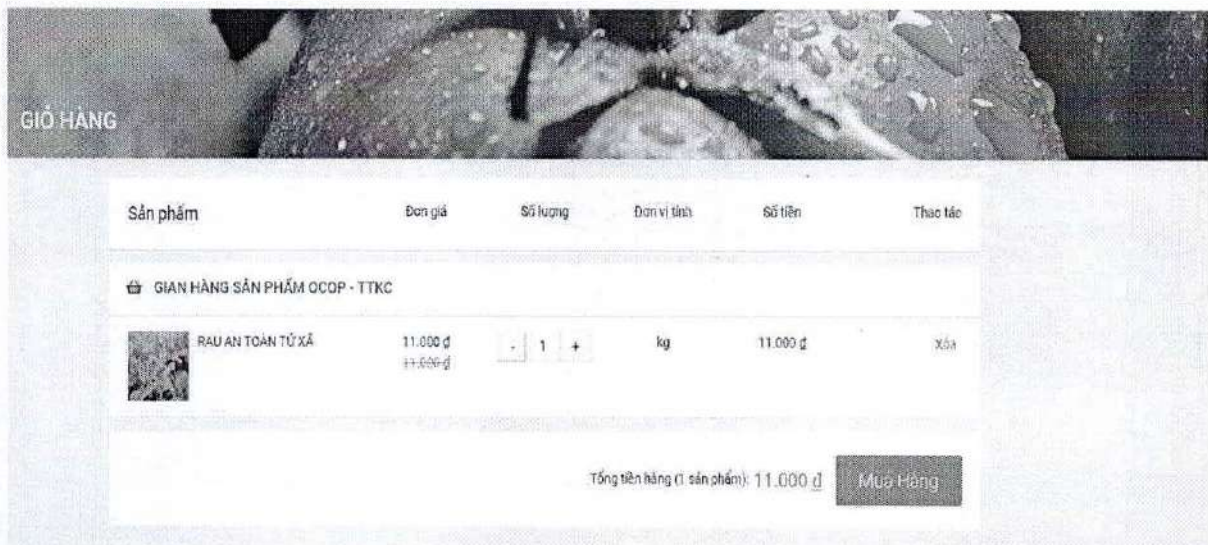 GIỎ HÀNG
Sản phẩm Đơn giá Số lượng Đơn vị tính Số tiền Thao tác
GIAN HÀNG SẢN PHẨM OCOP - TTKC
RAU AN TOÀN TỨ XÃ 11.000 ₫ - 1 + kg 11.000 ₫ Xóa
11.000 ₫
Tổng tiền hàng (1 sản phẩm): 11.000 ₫ Mua Hàng